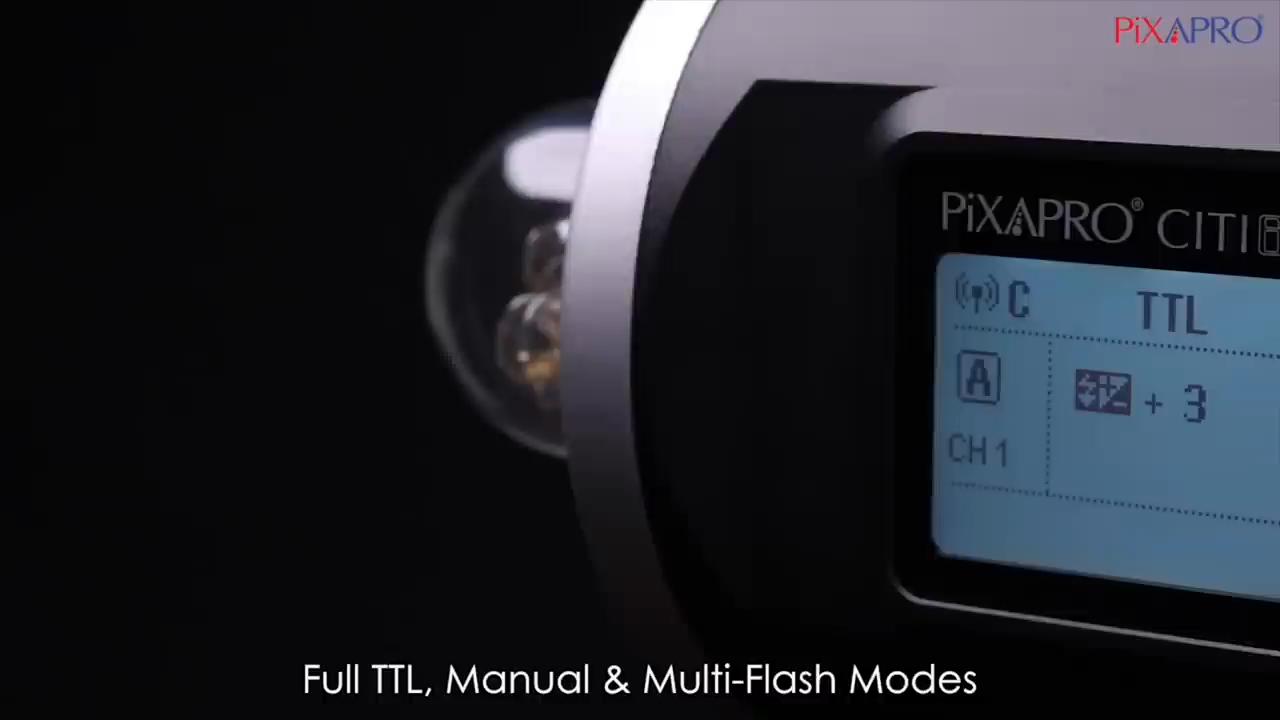 PiXAPRO®
PiXAPRO® CITI
C TTL
A
+ 3
CH 1
Full TTL, Manual & Multi-Flash Modes